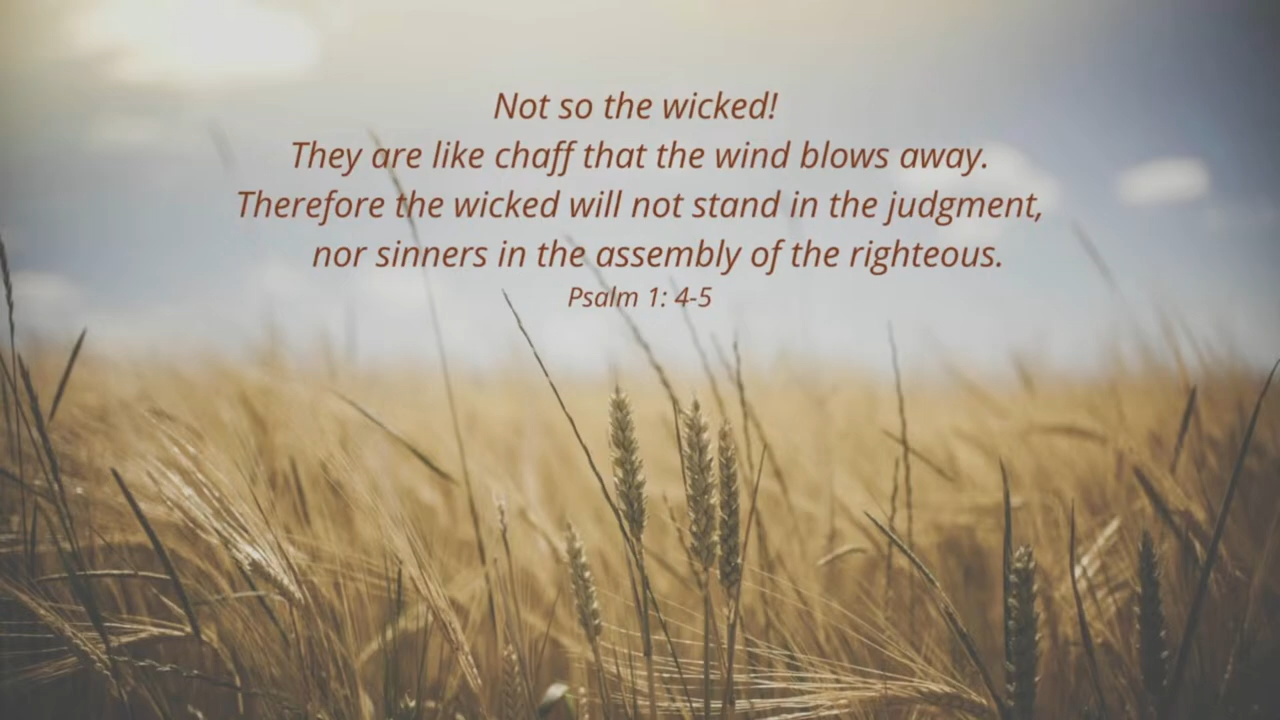 Not so the wicked!
They are like chaff that the wind blows away.
Therefore the wicked will not stand in the judgment,
nor sinners in the assembly of the righteous.
Psalm 1: 4-5